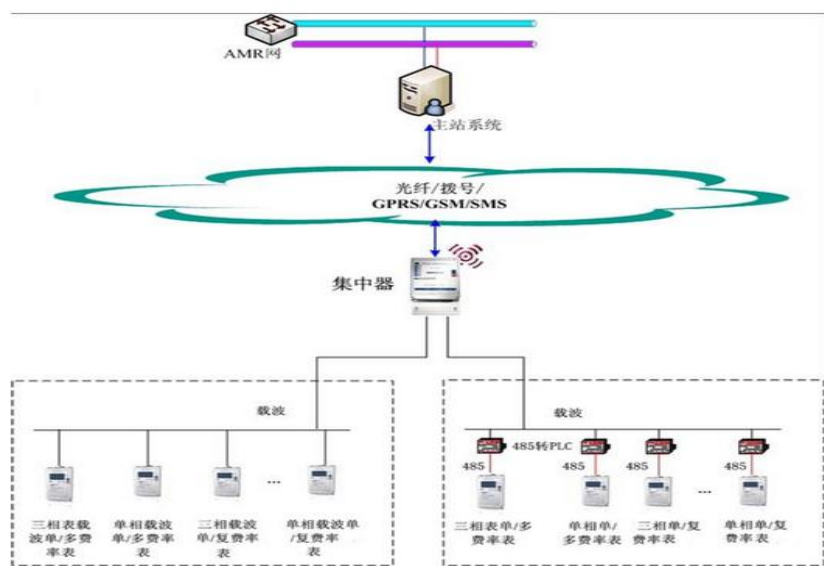 AMR网
主站系统
光纤/拨号/
GPRS/GSM/SMS
集中器
载波
三相表载
波单/多费
率表
单相载波
单/多费率
表
三相载波
单/复费率
表
...
单相载波单
/复费率
表
载波
485转PLC
485
485
485
485
三相表单/多
费率表
单相单/
多费率表
三相单/复
费率表
...
单相单/复
费率表